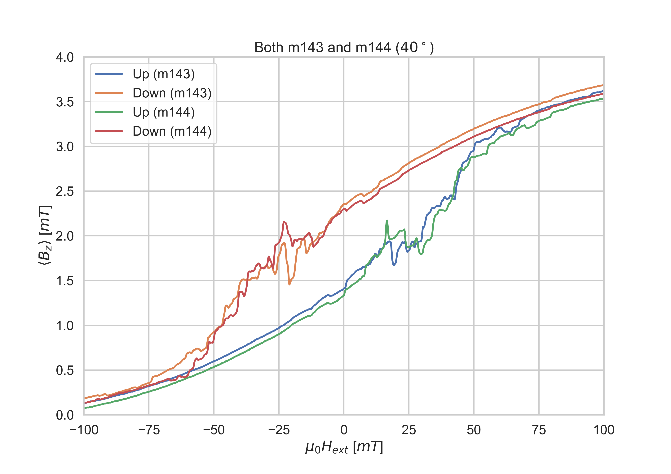 Both m143 and m144 (40°)
4.0
3.5
3.0
2.5
2.0
1.5
1.0
0.5
0.0
⟨B_z⟩ [mT]
Up (m143)
Down (m143)
Up (m144)
Down (m144)
−100
−75
−50
−25
0
25
50
75
100
μ₀H_ext [mT]